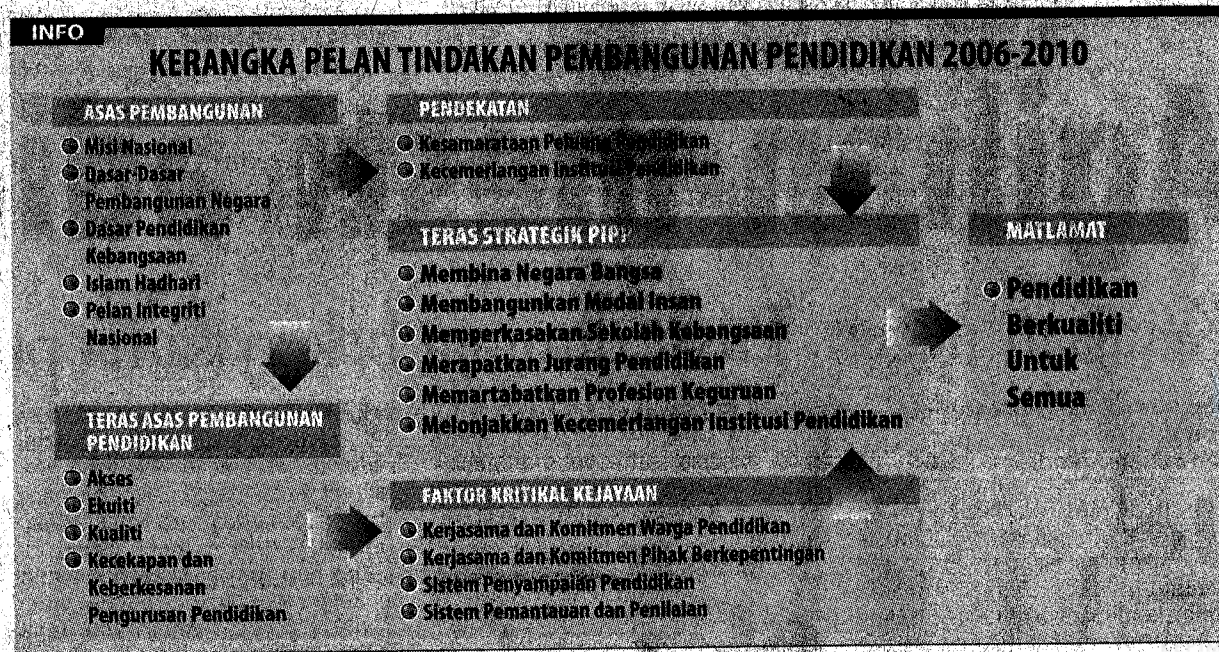 INFO
KERANGKA PELAN TINDAKAN PEMBANGUNAN PENDIDIKAN 2006-2010
ASAS PEMBANGUNAN
Misi Nasional
Dasar-Dasar
Pembangunan Negara
Dasar Pendidikan
Kebangsaan
Islam Hadhari
Pelan Integriti
Nasional
TERAS ASAS PEMBANGUNAN
PENDIDIKAN
Akses
Ekuiti
Kualiti
Kecekapan dan
Keberkesanan
Pengurusan Pendidikan
PENDEKATAN
Kesamarataan Peluang Pendidikan
Kecemerlangan Institusi Pendidikan
TERAS STRATEGIK PIPP
Membina Negara Bangsa
Membangunkan Modal Insan
Memperkasakan Sekolah Kebangsaan
Merapatkan Jurang Pendidikan
Memartabatkan Profesion Keguruan
Melonjakkan Kecemerlangan Institusi Pendidikan
FAKTOR KRITIKAL KEJAYAAN
Kerjasama dan Komitmen Warga Pendidikan
Kerjasama dan Komitmen Pihak Berkepentingan
Sistem Penyampaian Pendidikan
Sistem Pemantauan dan Penilaian
MATLAMAT
Pendidikan
Berkualiti
Untuk
Semua